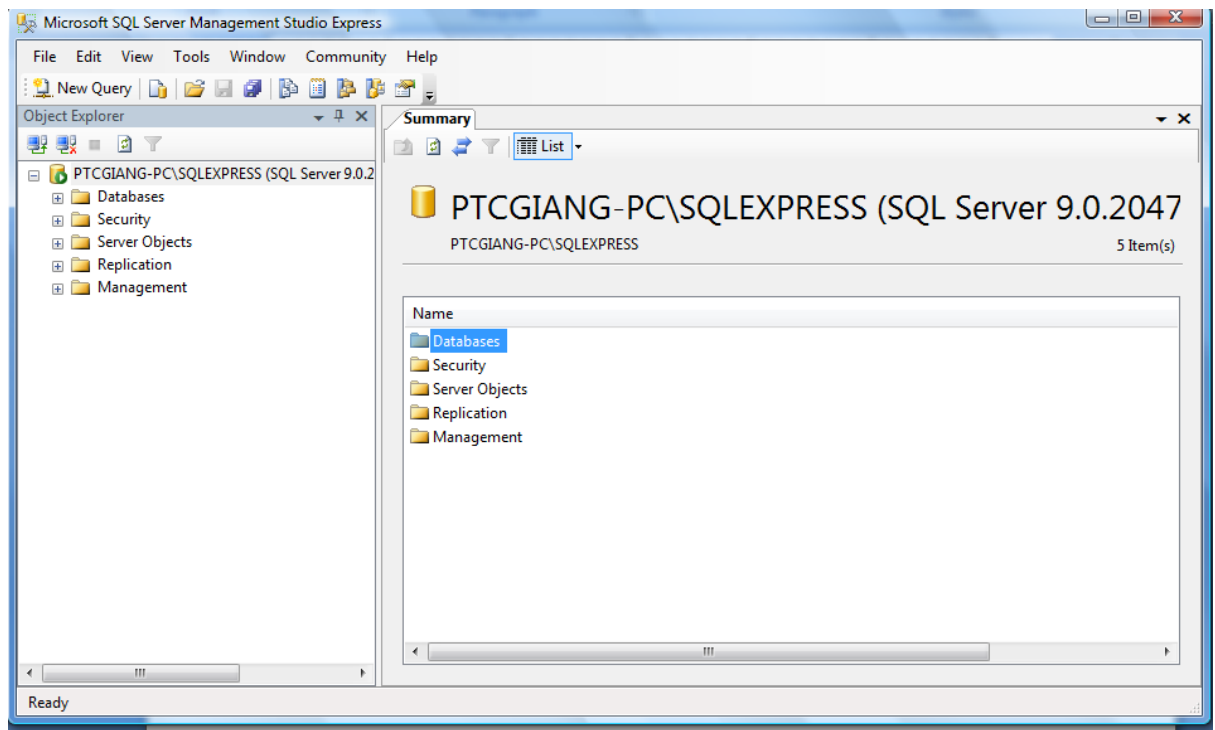 Microsoft SQL Server Management Studio Express
File Edit View Tools Window Community Help
New Query
Object Explorer
PTCGIANG-PC\SQLEXPRESS (SQL Server 9.0.2
Databases
Security
Server Objects
Replication
Management
Summary
List
PTCGIANG-PC\SQLEXPRESS (SQL Server 9.0.2047
PTCGIANG-PC\SQLEXPRESS 5 Item(s)
Name
Databases
Security
Server Objects
Replication
Management
Ready